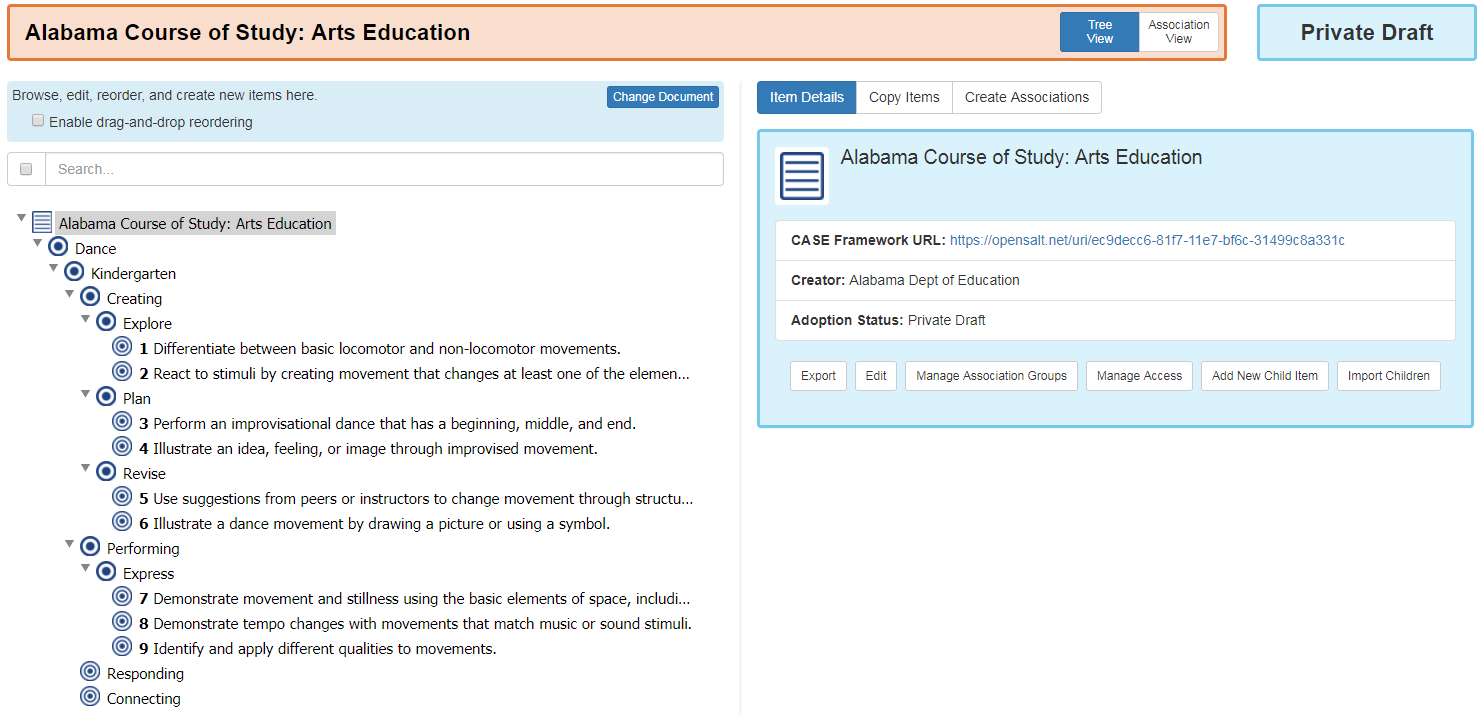 Alabama Course of Study: Arts Education
Tree
View
Association
View
Private Draft
Browse, edit, reorder, and create new items here.
Change Document
Enable drag-and-drop reordering
Search...
Alabama Course of Study: Arts Education
Dance
Kindergarten
Creating
Explore
1 Differentiate between basic locomotor and non-locomotor movements.
2 React to stimuli by creating movement that changes at least one of the elemen...
Plan
3 Perform an improvisational dance that has a beginning, middle, and end.
4 Illustrate an idea, feeling, or image through improvised movement.
Revise
5 Use suggestions from peers or instructors to change movement through structu...
6 Illustrate a dance movement by drawing a picture or using a symbol.
Performing
Express
7 Demonstrate movement and stillness using the basic elements of space, includi...
8 Demonstrate tempo changes with movements that match music or sound stimuli.
9 Identify and apply different qualities to movements.
Responding
Connecting
Item Details
Copy Items
Create Associations
Alabama Course of Study: Arts Education
CASE Framework URL: https://opensalt.net/uri/ec9decc6-81f7-11e7-bf6c-31499c8a331c
Creator: Alabama Dept of Education
Adoption Status: Private Draft
Export
Edit
Manage Association Groups
Manage Access
Add New Child Item
Import Children